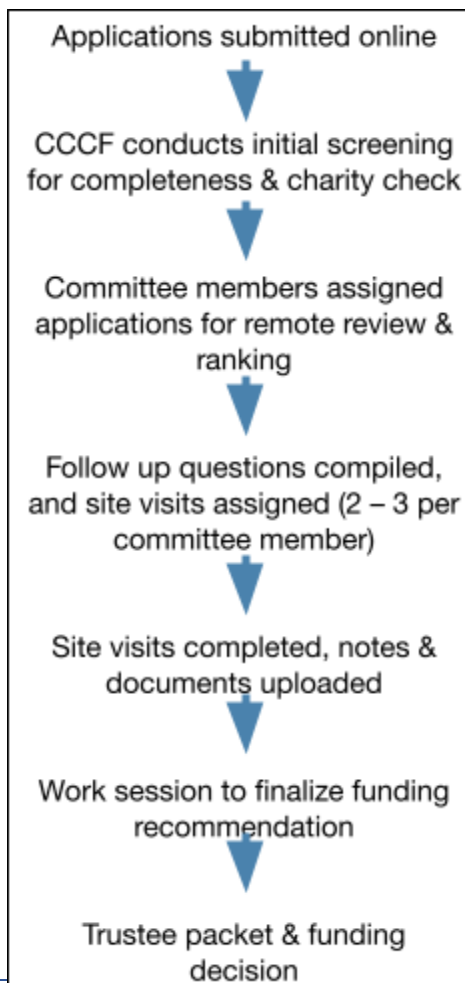 Applications submitted online
CCCF conducts initial screening
for completeness & charity check
Committee members assigned
applications for remote review &
ranking
Follow up questions compiled,
and site visits assigned (2 – 3 per
committee member)
Site visits completed, notes &
documents uploaded
Work session to finalize funding
recommendation
Trustee packet & funding
decision